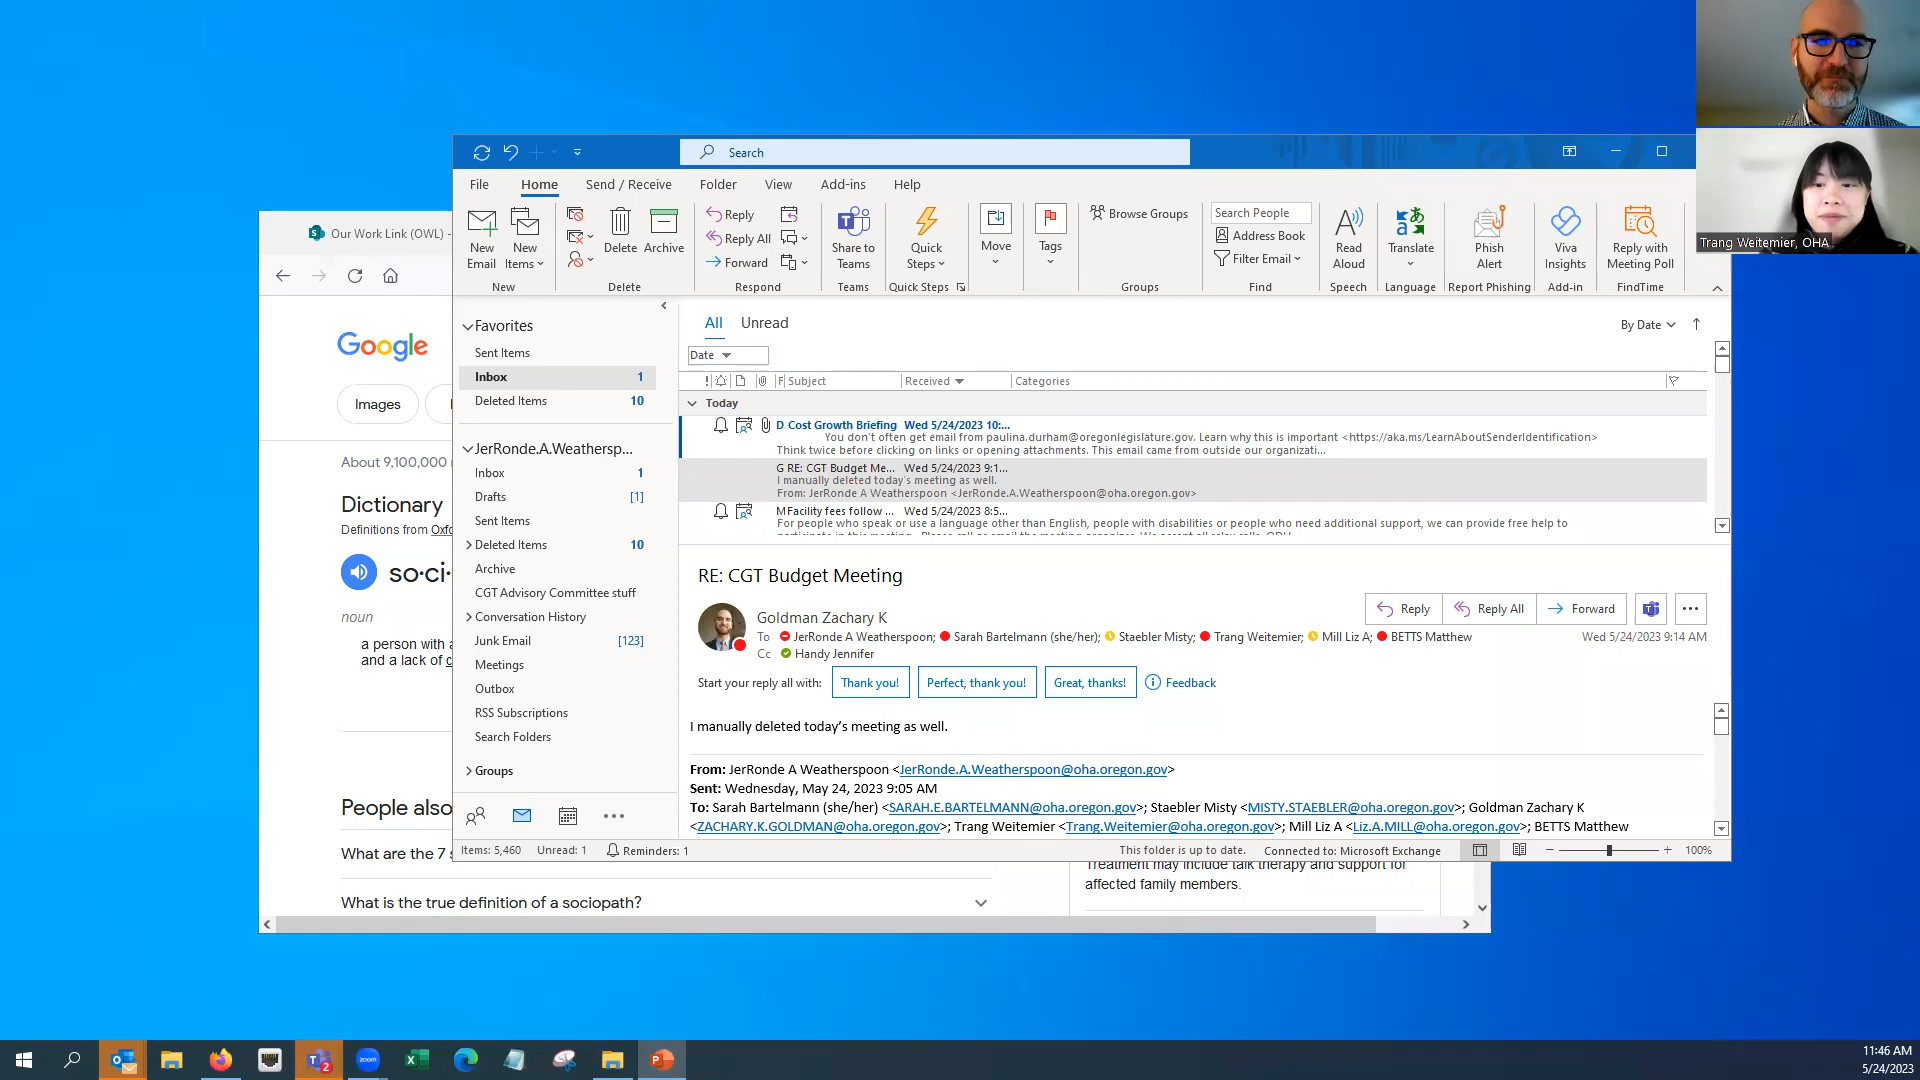 Trang Weitemier, OHA
Search
File Home Send / Receive Folder View Add-ins Help
New Email
New Items
New
Delete
Archive
Delete
Reply
Reply All
Forward
Respond
Share to Teams
Teams
Quick Steps
Quick Steps
Move
Tags
Browse Groups
Groups
Search People
Address Book
Filter Email
Find
Read Aloud
Speech
Translate
Language
Phish Alert
Report Phishing
Viva Insights
Add-in
Reply with Meeting Poll
FindTime
Favorites
Sent Items
Inbox 1
Deleted Items 10
JerRonde.A.Weathersp...
Inbox 1
Drafts [1]
Sent Items
Deleted Items 10
Archive
CGT Advisory Committee stuff
Conversation History
Junk Email [123]
Meetings
Outbox
RSS Subscriptions
Search Folders
Groups
All Unread
By Date
Date
! F Subject Received Categories
Today
D Cost Growth Briefing Wed 5/24/2023 10:...
You don't often get email from paulina.durham@oregonlegislature.gov. Learn why this is important <https://aka.ms/LearnAboutSenderIdentification>
Think twice before clicking on links or opening attachments. This email came from outside our organizati...
G RE: CGT Budget Me... Wed 5/24/2023 9:1...
I manually deleted today's meeting as well.
From: JerRonde A Weatherspoon <JerRonde.A.Weatherspoon@oha.oregon.gov>
M Facility fees follow ... Wed 5/24/2023 8:5...
For people who speak or use a language other than English, people with disabilities or people who need additional support, we can provide free help to
RE: CGT Budget Meeting
Goldman Zachary K
To JerRonde A Weatherspoon; Sarah Bartelmann (she/her); Staebler Misty; Trang Weitemier; Mill Liz A; BETTS Matthew
Cc Handy Jennifer
Reply Reply All Forward
Wed 5/24/2023 9:14 AM
Start your reply all with: Thank you! Perfect, thank you! Great, thanks! Feedback
I manually deleted today’s meeting as well.
From: JerRonde A Weatherspoon <JerRonde.A.Weatherspoon@oha.oregon.gov>
Sent: Wednesday, May 24, 2023 9:05 AM
To: Sarah Bartelmann (she/her) <SARAH.E.BARTELMANN@oha.oregon.gov>; Staebler Misty <MISTY.STAEBLER@oha.oregon.gov>; Goldman Zachary K
<ZACHARY.K.GOLDMAN@oha.oregon.gov>; Trang Weitemier <Trang.Weitemier@oha.oregon.gov>; Mill Liz A <Liz.A.MILL@oha.oregon.gov>; BETTS Matthew
Items: 5,460 Unread: 1 Reminders: 1 This folder is up to date. Connected to: Microsoft Exchange 100%
Our Work Link (OWL) -
Google
Images
About 9,100,000
Dictionary
Definitions from Oxfo
so·ci·
noun
a person with a
and a lack of
People also
What are the 7
What is the true definition of a sociopath?
Treatment may include talk therapy and support for
affected family members.
2
zoom
11:46 AM
5/24/2023